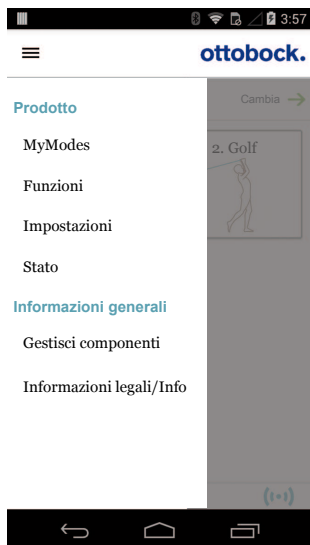 3:57
ottobock.
Prodotto
Cambia
MyModes
2. Golf
Funzioni
Impostazioni
Stato
Informazioni generali
Gestisci componenti
Informazioni legali/Info